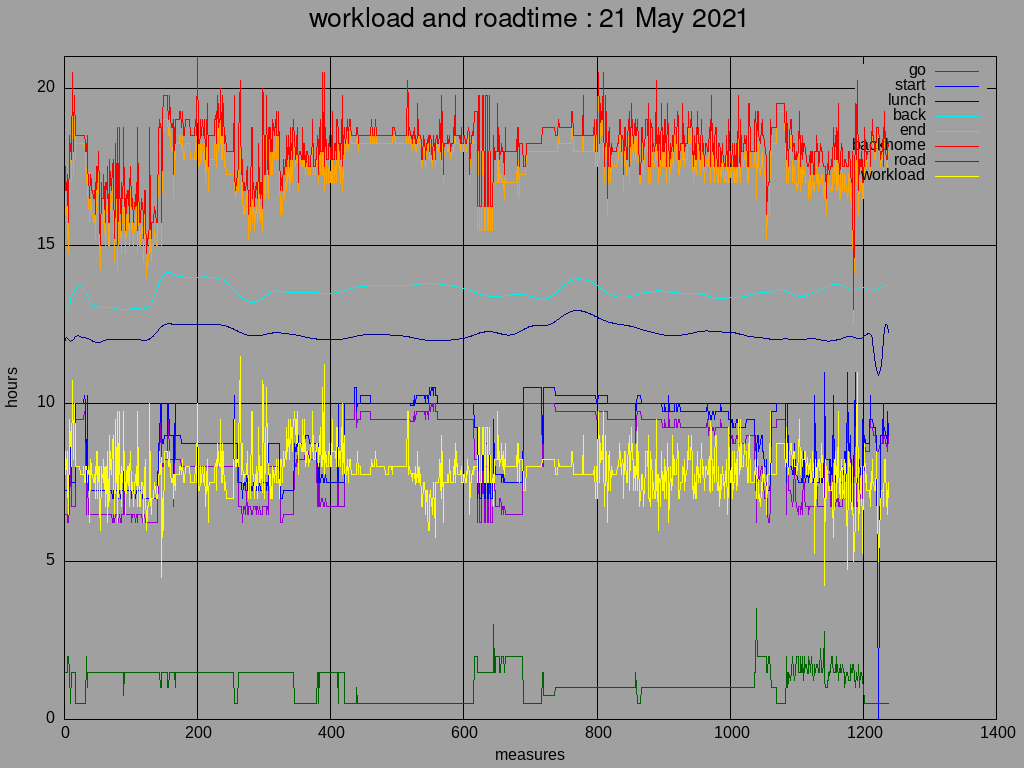 workload and roadtime : 21 May 2021
go
start
lunch
back
end
backhome
road
workload
20
15
10
5
0
hours
0 200 400 600 800 1000 1200 1400
measures